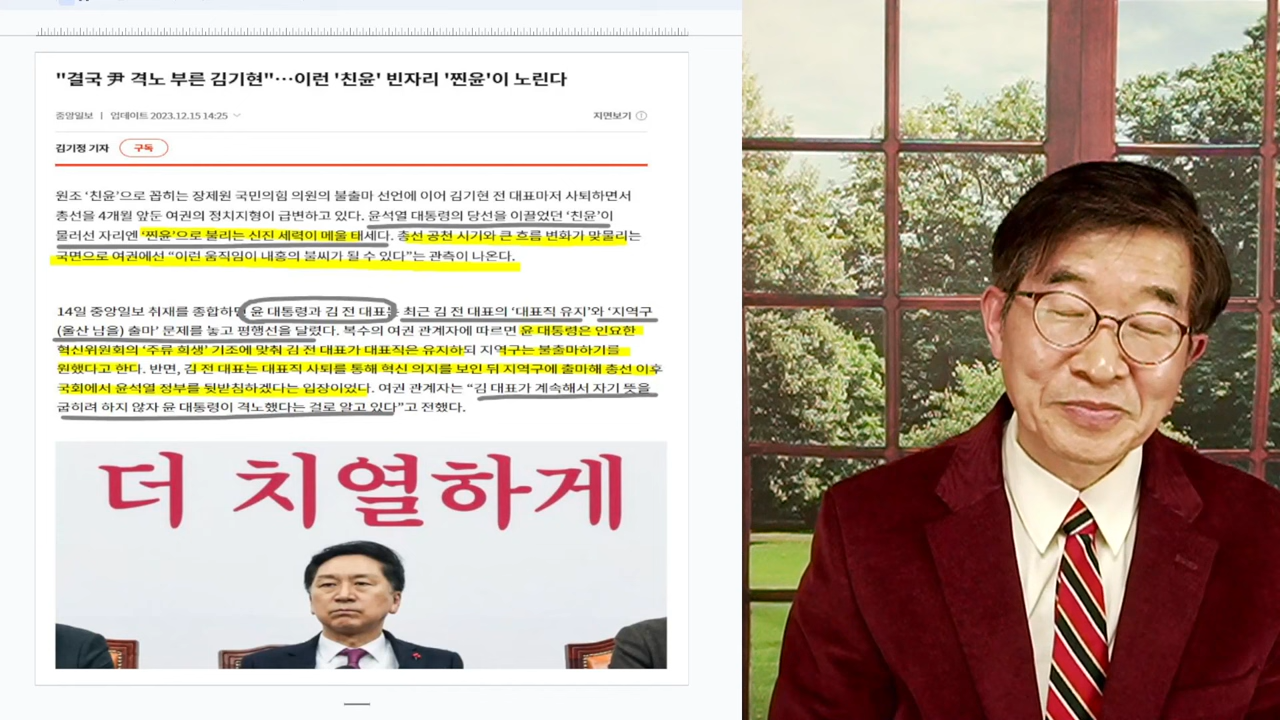 "결국 尹 격노 부른 김기현"…이런 '친윤' 빈자리 '찐윤'이 노린다
중앙일보 | 업데이트 2023.12.15 14:25
지면보기
김기정 기자
구독
원조 '친윤'으로 꼽히는 장제원 국민의힘 의원의 불출마 선언에 이어 김기현 전 대표마저 사퇴하면서
총선을 4개월 앞둔 여권의 정치지형이 급변하고 있다. 윤석열 대통령의 당선을 이끌었던 '친윤'이
물러선 자리엔 '찐윤'으로 불리는 신진 세력이 메울 태세다. 총선 공천 시기와 큰 흐름 변화가 맞물리는
국면으로 여권에선 "이런 움직임이 내홍의 불씨가 될 수 있다"는 관측이 나온다.
14일 중앙일보 취재를 종합하면 윤 대통령과 김 전 대표는 최근 김 전 대표의 '대표직 유지'와 '지역구
(울산 남을) 출마' 문제를 놓고 평행선을 달렸다. 복수의 여권 관계자에 따르면 윤 대통령은 인요한
혁신위원회의 '주류 희생' 기조에 맞춰 김 전 대표가 대표직은 유지하되 지역구는 불출마하기를
원했다고 한다. 반면, 김 전 대표는 대표직 사퇴를 통해 혁신 의지를 보인 뒤 지역구에 출마해 총선 이후
국회에서 윤석열 정부를 뒷받침하겠다는 입장이었다. 여권 관계자는 "김 대표가 계속해서 자기 뜻을
굽히려 하지 않자 윤 대통령이 격노했다는 걸로 알고 있다"고 전했다.
더 치열하게